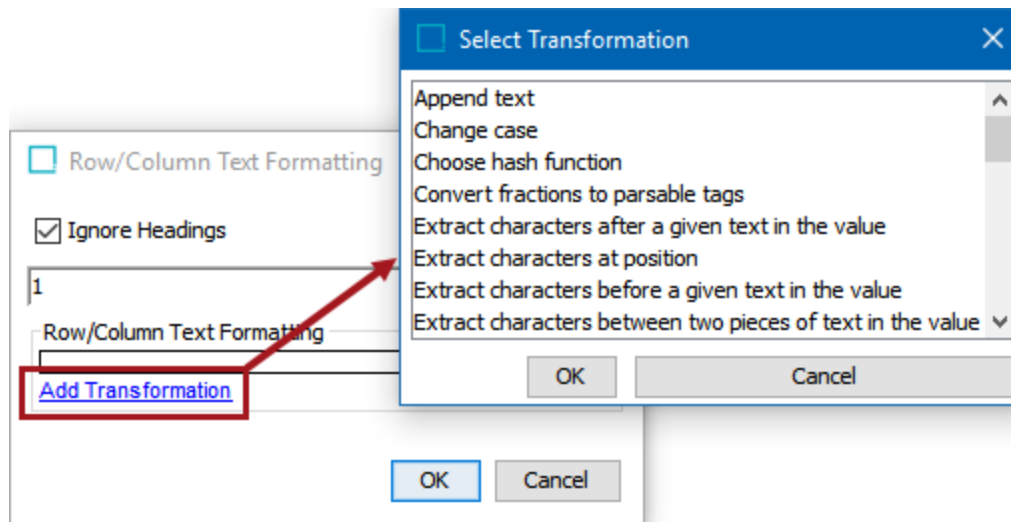 Select Transformation
Append text
Change case
Choose hash function
Convert fractions to parsable tags
Extract characters after a given text in the value
Extract characters at position
Extract characters before a given text in the value
Extract characters between two pieces of text in the value
OK
Cancel
Row/Column Text Formatting
Ignore Headings
1
Row/Column Text Formatting
Add Transformation
OK
Cancel